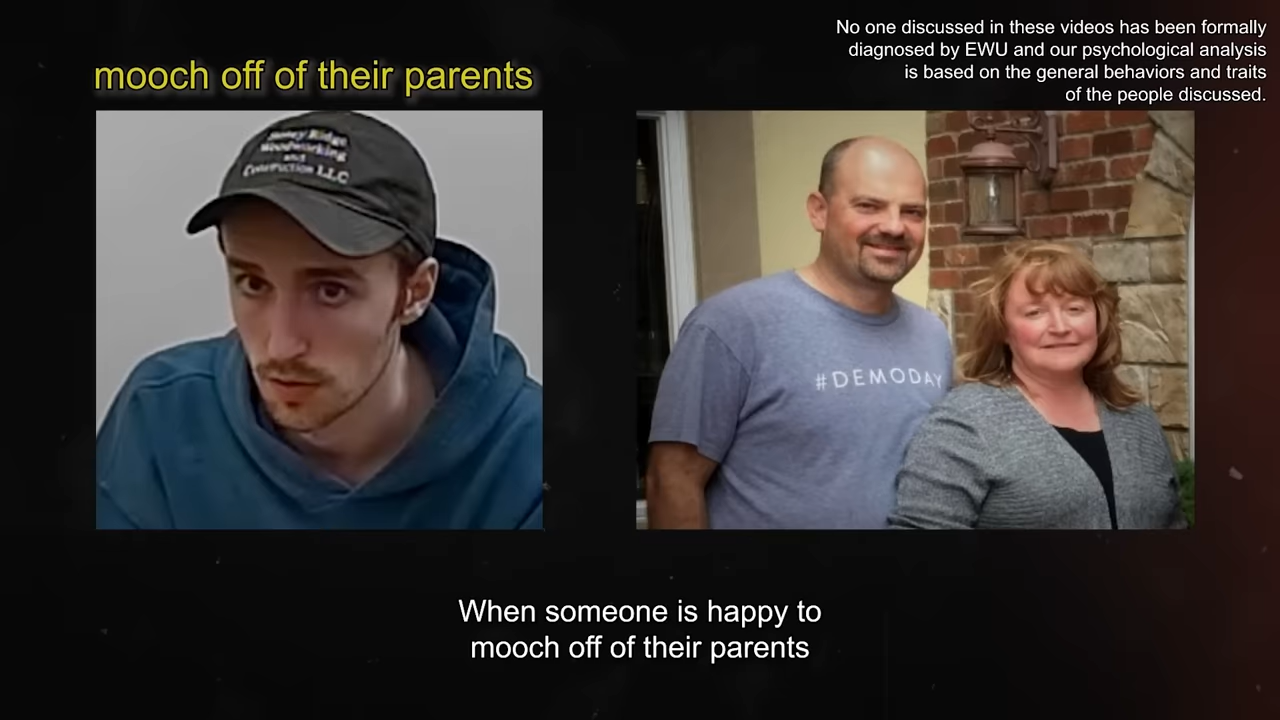 No one discussed in these videos has been formally
diagnosed by EWU and our psychological analysis
is based on the general behaviors and traits
of the people discussed.
mooch off of their parents
Woodworking
and
Construction LLC
#DEMODAY
When someone is happy to
mooch off of their parents